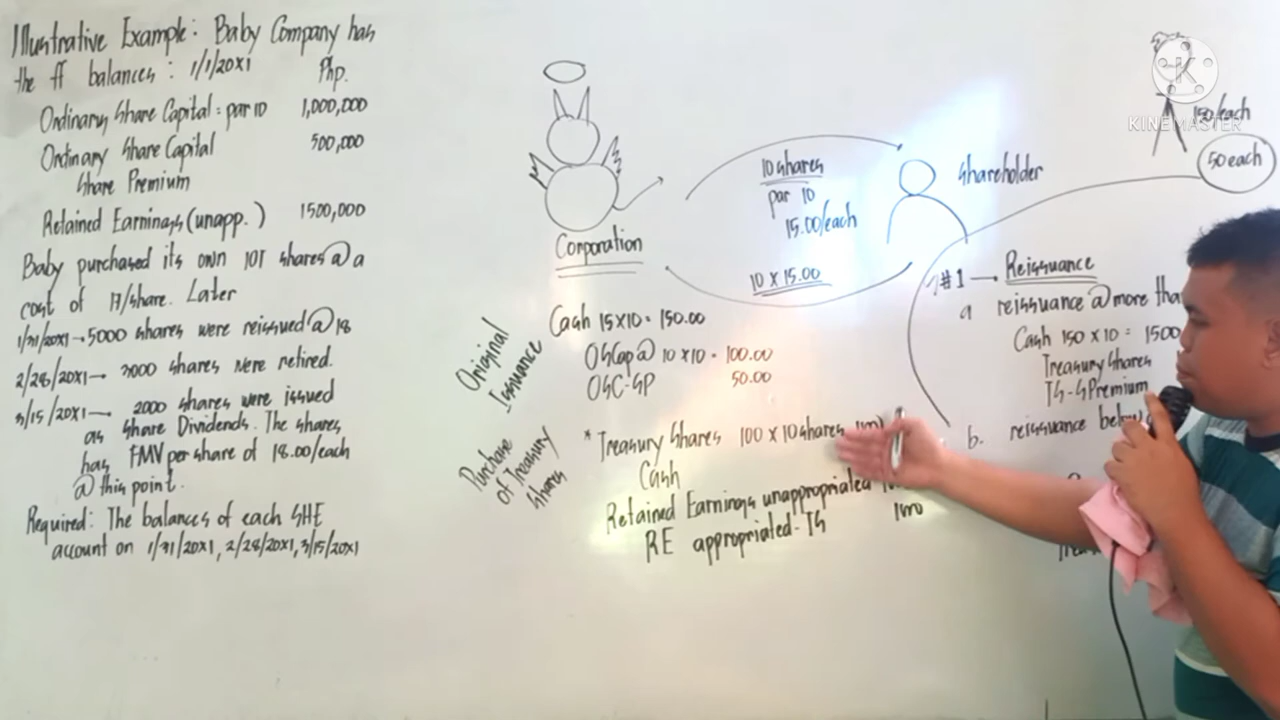 Illustrative Example: Baby Company has
the ff balances: 1/1/20x1 Php.
Ordinary Share Capital: par 10 1,000,000
Ordinary Share Capital 500,000
Share Premium
Retained Earnings (unapp.) 1500,000
Baby purchased its own 10T shares @ a
cost of 17/share. Later
1/31/20x1 → 5000 shares were reissued @ 18
2/28/20x1 → 3000 shares were retired.
3/15/20x1 → 2000 shares were issued
as share Dividends. The shares
has FMV per share of 18.00/each
@ this point.
Required: The balances of each SHE
account on 1/31/20x1, 2/28/20x1, 3/15/20x1
Corporation
10 shares
par 10
15.00/each
10 x 15.00
Shareholder
Original
Issuance
Cash 15x10 = 150.00
OSCap @ 10 x 10 = 100.00
OSC-SP 50.00
Purchase
of Treasury
Shares
* Treasury Shares 100 x 10 shares
Cash
Retained Earnings unappropriated
RE appropriated-TS
150/each
50 each
K
KINEMASTER
#1 → Reissuance
a reissuance @ more
Cash 150 x 10 = 1500
Treasury Shares
TS-SPremium
b. reissuance